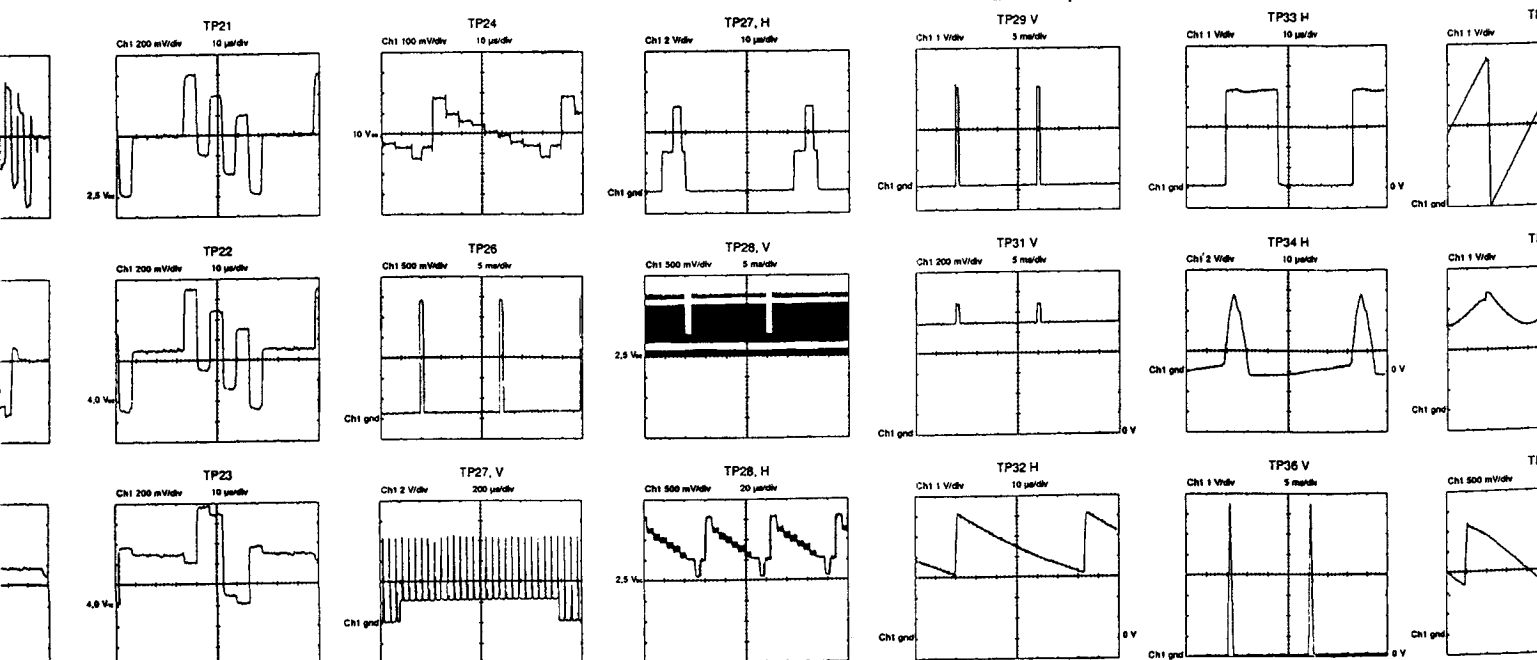 TP21
Ch1 200 mV/div 10 µs/div
2,5 V
TP24
Ch1 100 mV/div 10 µs/div
10 V
TP27, H
Ch1 2 V/div 10 µs/div
Ch1 gnd
TP29 V
Ch1 1 V/div 5 ms/div
Ch1 gnd
TP33 H
Ch1 1 V/div 10 µs/div
Ch1 gnd
0 V
Ch1 1 V/div
Ch1 gnd
TP22
Ch1 200 mV/div 10 µs/div
4,0 V
TP26
Ch1 500 mV/div 5 ms/div
Ch1 gnd
TP28, V
Ch1 500 mV/div 5 ms/div
2,5 V
TP31 V
Ch1 200 mV/div 5 ms/div
Ch1 gnd
0 V
TP34 H
Ch1 2 V/div 10 µs/div
Ch1 gnd
0 V
Ch1 1 V/div
Ch1 gnd
TP23
Ch1 200 mV/div 10 µs/div
4,0 V
TP27, V
Ch1 2 V/div 200 µs/div
Ch1 gnd
TP28, H
Ch1 500 mV/div 20 µs/div
2,5 V
TP32 H
Ch1 1 V/div 10 µs/div
Ch1 gnd
0 V
TP36 V
Ch1 1 V/div 5 ms/div
Ch1 gnd
0 V
Ch1 500 mV/div
Ch1 gnd